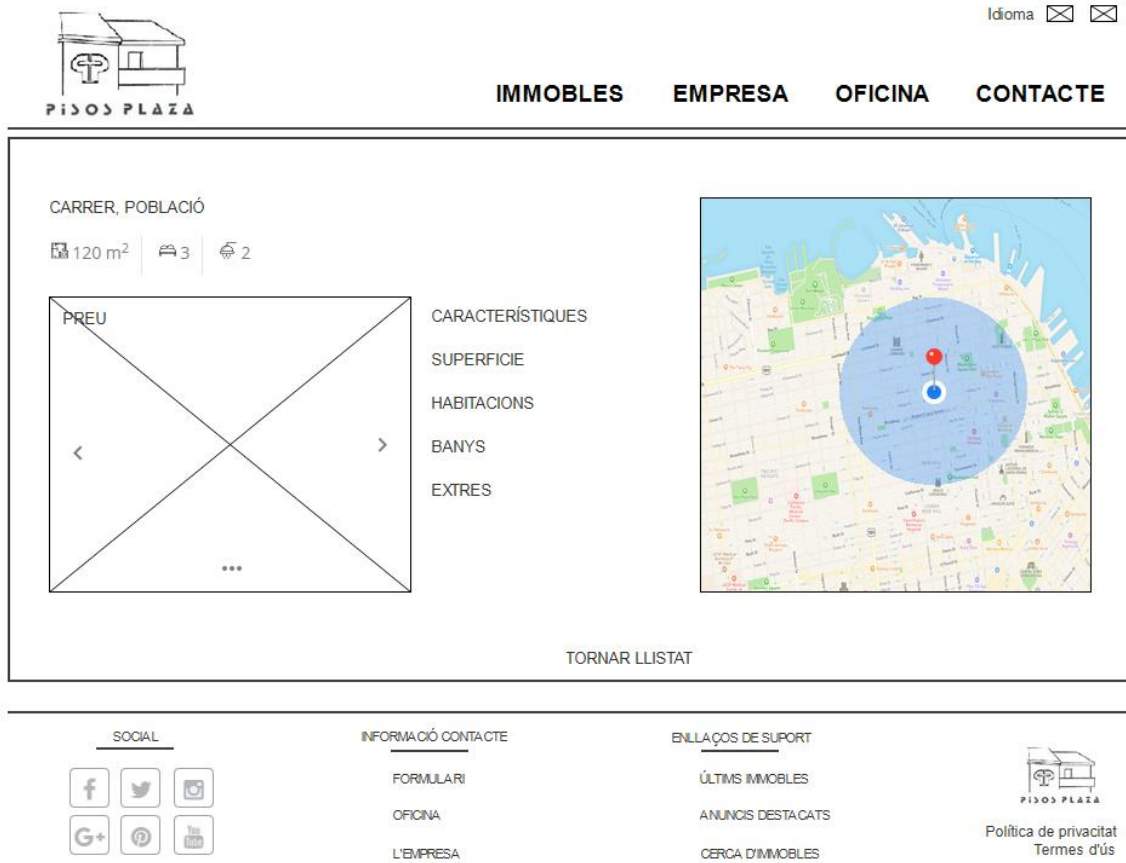 Idioma
PiSOS PLAZA
IMMOBLES EMPRESA OFICINA CONTACTE
CARRER, POBLACIÓ
120 m² 3 2
PREU
CARACTERÍSTIQUES
SUPERFICIE
HABITACIONS
BANYS
EXTRES
TORNAR LLISTAT
SOCIAL
INFORMACIÓ CONTACTE
FORMULARI
OFICINA
L'EMPRESA
ENLLAÇOS DE SUPORT
ÚLTIMS IMMOBLES
ANUNCIS DESTACATS
CERCA D'IMMOBLES
PiSOS PLAZA
Política de privacitat
Termes d'ús